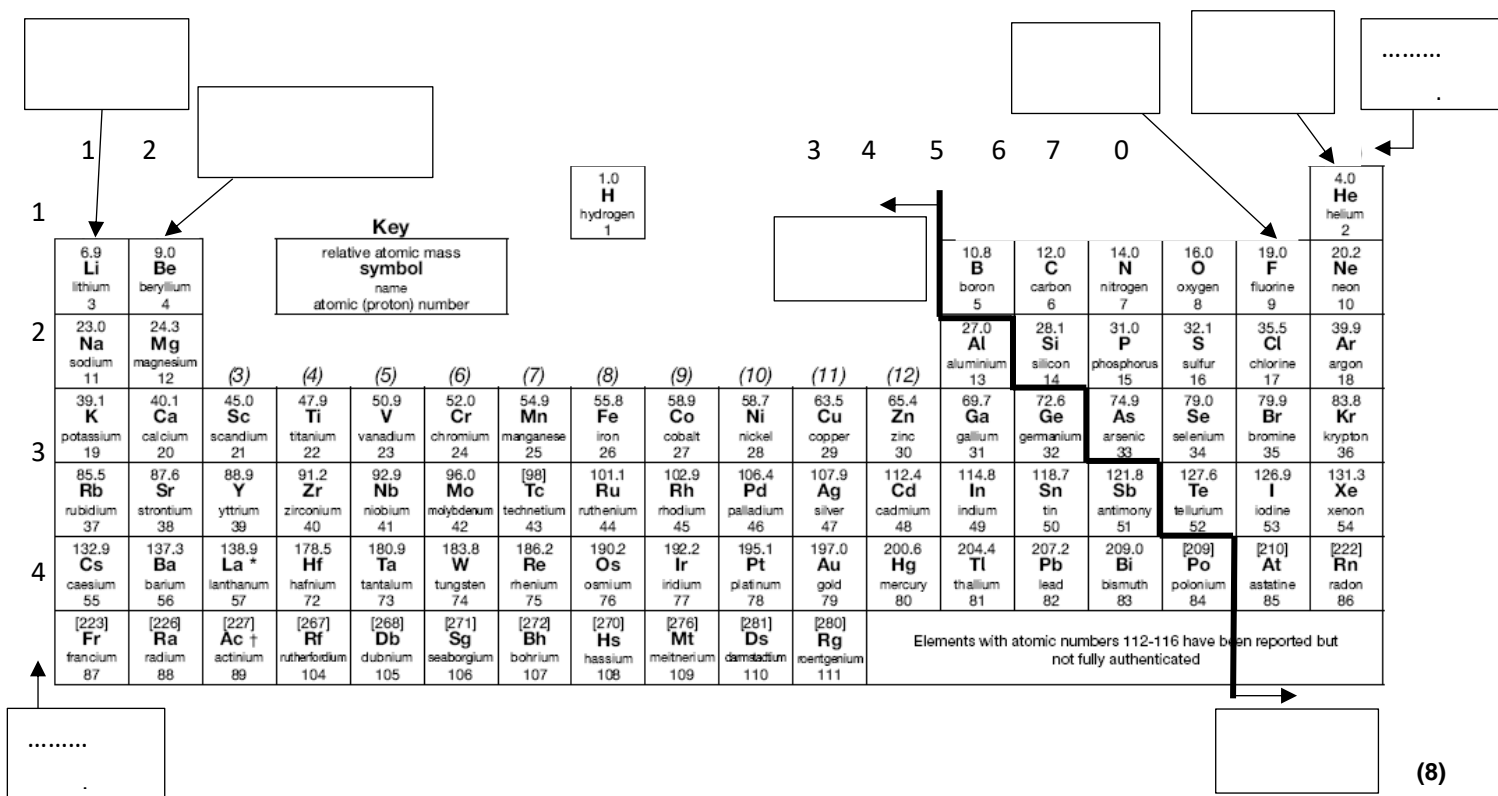 ………
.
1 2 3 4 5 6 7 0
1
1.0 4.0
H He
hydrogen helium
1 2
Key
relative atomic mass
symbol
name
atomic (proton) number
6.9 9.0 10.8 12.0 14.0 16.0 19.0 20.2
Li Be B C N O F Ne
lithium beryllium boron carbon nitrogen oxygen fluorine neon
3 4 5 6 7 8 9 10
2
23.0 24.3 27.0 28.1 31.0 32.1 35.5 39.9
Na Mg Al Si P S Cl Ar
sodium magnesium aluminium silicon phosphorus sulfur chlorine argon
11 12 (3) (4) (5) (6) (7) (8) (9) (10) (11) (12) 13 14 15 16 17 18
39.1 40.1 45.0 47.9 50.9 52.0 54.9 55.8 58.9 58.7 63.5 65.4 69.7 72.6 74.9 79.0 79.9 83.8
K Ca Sc Ti V Cr Mn Fe Co Ni Cu Zn Ga Ge As Se Br Kr
potassium calcium scandium titanium vanadium chromium manganese iron cobalt nickel copper zinc gallium germanium arsenic selenium bromine krypton
19 20 21 22 23 24 25 26 27 28 29 30 31 32 33 34 35 36
3
85.5 87.6 88.9 91.2 92.9 96.0 [98] 101.1 102.9 106.4 107.9 112.4 114.8 118.7 121.8 127.6 126.9 131.3
Rb Sr Y Zr Nb Mo Tc Ru Rh Pd Ag Cd In Sn Sb Te I Xe
rubidium strontium yttrium zirconium niobium molybdenum technetium ruthenium rhodium palladium silver cadmium indium tin antimony tellurium iodine xenon
37 38 39 40 41 42 43 44 45 46 47 48 49 50 51 52 53 54
4
132.9 137.3 138.9 178.5 180.9 183.8 186.2 190.2 192.2 195.1 197.0 200.6 204.4 207.2 209.0 [209] [210] [222]
Cs Ba La * Hf Ta W Re Os Ir Pt Au Hg Tl Pb Bi Po At Rn
caesium barium lanthanum hafnium tantalum tungsten rhenium osmium iridium platinum gold mercury thallium lead bismuth polonium astatine radon
55 56 57 72 73 74 75 76 77 78 79 80 81 82 83 84 85 86
[223] [226] [227] [267] [268] [271] [272] [270] [276] [281] [280]
Fr Ra Ac † Rf Db Sg Bh Hs Mt Ds Rg
francium radium actinium rutherfordium dubnium seaborgium bohrium hassium meitnerium darmstadtium roentgenium
87 88 89 104 105 106 107 108 109 110 111
Elements with atomic numbers 112-116 have been reported but
not fully authenticated
………
.
(8)